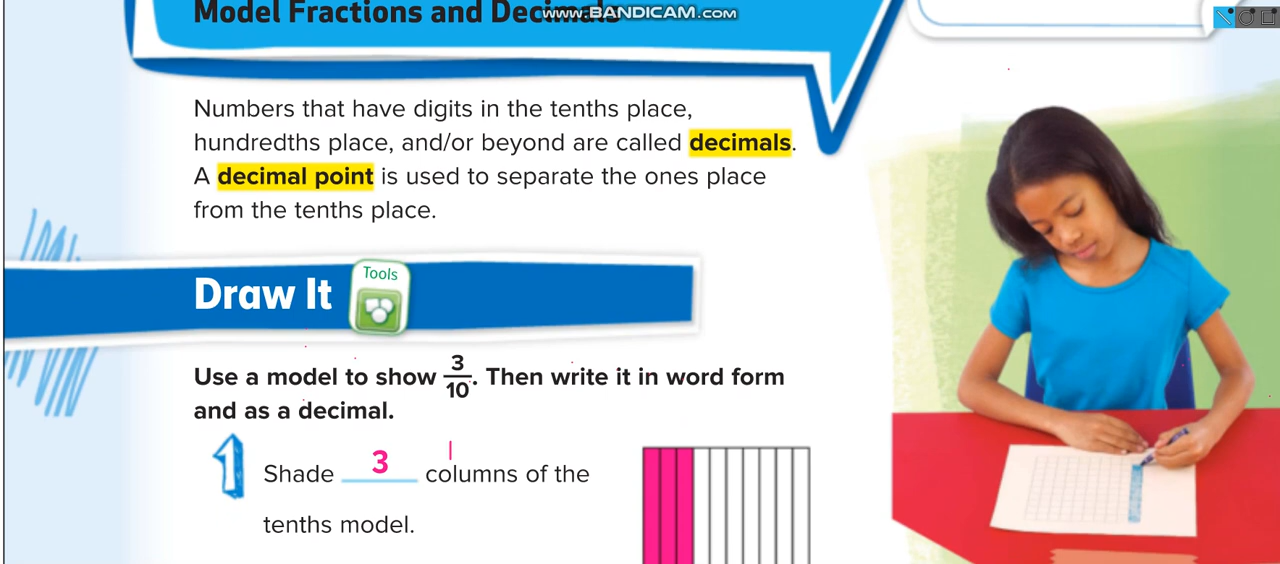 Model Fractions and Decimals
www.BANDICAM.com
Numbers that have digits in the tenths place,
hundredths place, and/or beyond are called decimals.
A decimal point is used to separate the ones place
from the tenths place.
Draw It
Tools
Use a model to show 3/10. Then write it in word form
and as a decimal.
1
Shade 3 columns of the
tenths model.